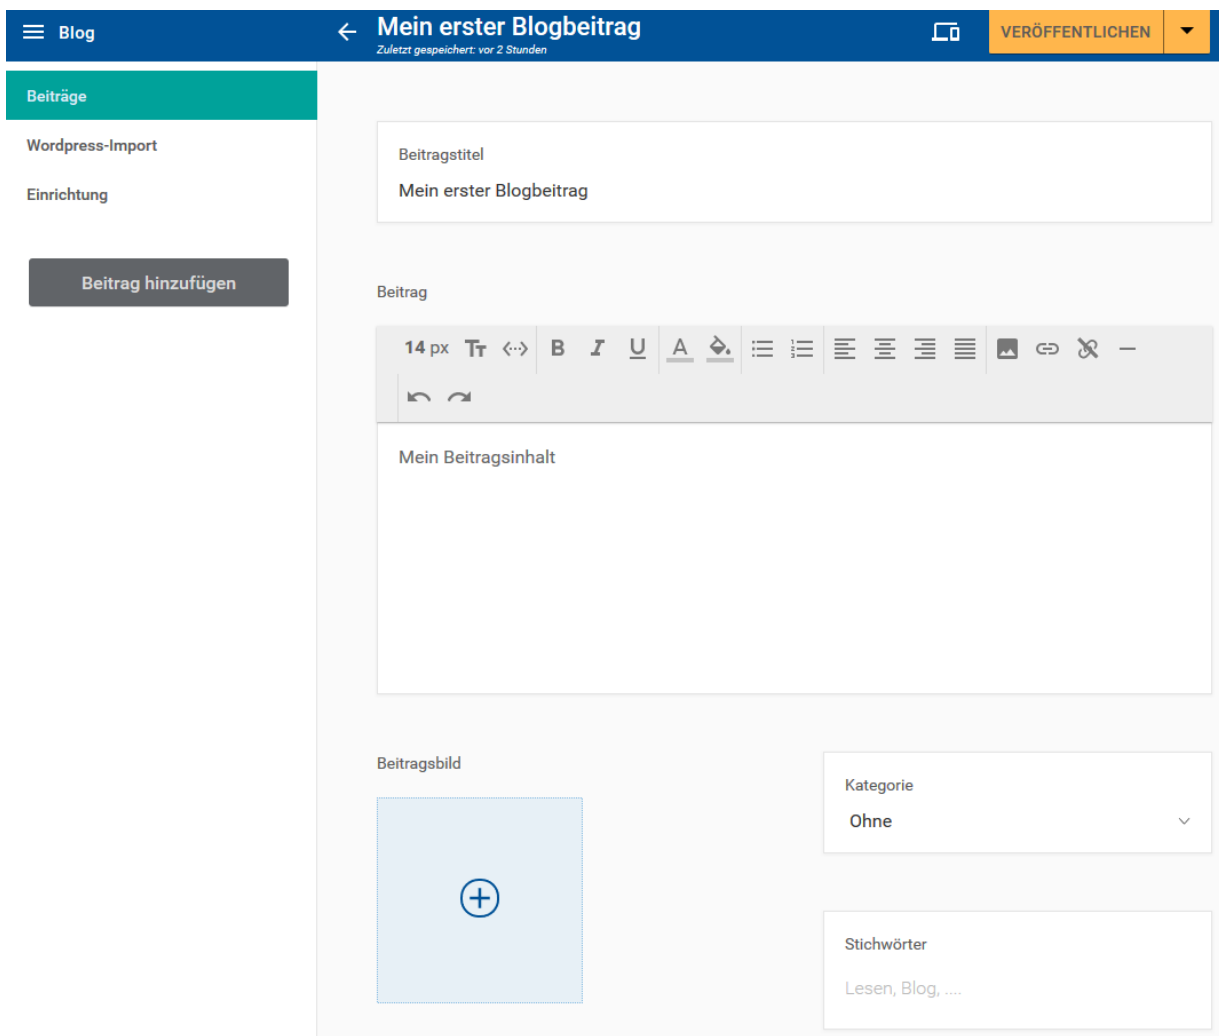 Blog
Mein erster Blogbeitrag
Zuletzt gespeichert: vor 2 Stunden
VERÖFFENTLICHEN
Beiträge
Wordpress-Import
Einrichtung
Beitrag hinzufügen
Beitragstitel
Mein erster Blogbeitrag
Beitrag
14 px Tт B I U A
Mein Beitragsinhalt
Beitragsbild
Kategorie
Ohne
Stichwörter
Lesen, Blog, ....